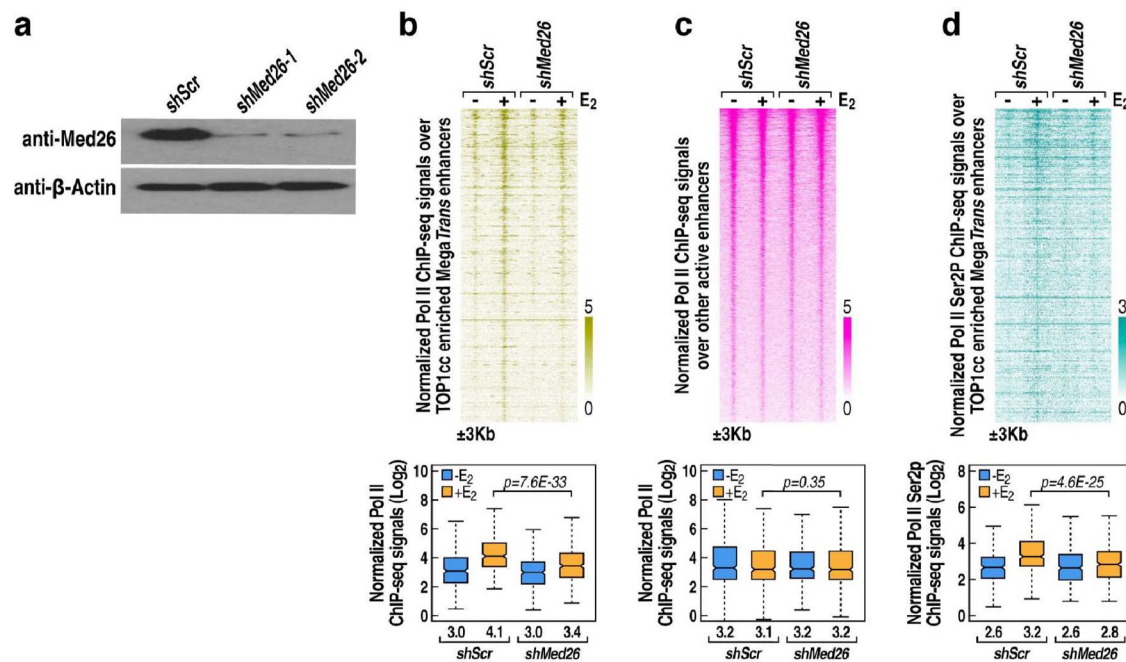 a
shScr
shMed26-1
shMed26-2
anti-Med26
anti-β-Actin
b
shScr
shMed26
- + - + E2
Normalized Pol II ChIP-seq signals over
TOP1cc enriched MegaTrans enhancers
5
0
±3Kb
Normalized Pol II
ChIP-seq signals (Log2)
10
8
6
4
2
0
-E2
+E2
p=7.6E-33
3.0 4.1 3.0 3.4
shScr shMed26
c
shScr
shMed26
- + - + E2
Normalized Pol II ChIP-seq signals
over other active enhancers
5
0
±3Kb
Normalized Pol II
ChIP-seq signals (Log2)
10
8
6
4
2
0
-E2
+E2
p=0.35
3.2 3.1 3.2 3.2
shScr shMed26
d
shScr
shMed26
- + - + E2
Normalized Pol II Ser2P ChIP-seq signals over
TOP1cc enriched MegaTrans enhancers
3
0
±3Kb
Normalized Pol II Ser2p
ChIP-seq signals (Log2)
8
6
4
2
0
-E2
+E2
p=4.6E-25
2.6 3.2 2.6 2.8
shScr shMed26